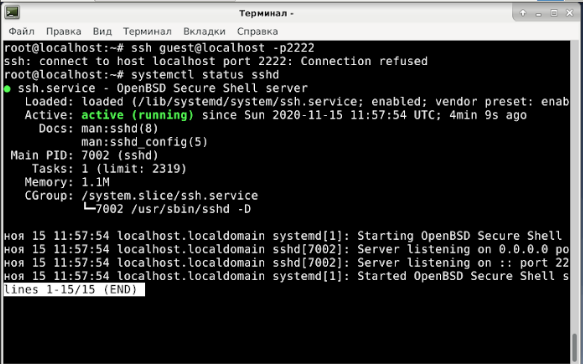 Терминал -
Файл Правка Вид Терминал Вкладки Справка
root@localhost:~# ssh guest@localhost -p2222
ssh: connect to host localhost port 2222: Connection refused
root@localhost:~# systemctl status sshd
● ssh.service - OpenBSD Secure Shell server
   Loaded: loaded (/lib/systemd/system/ssh.service; enabled; vendor preset: enab
   Active: active (running) since Sun 2020-11-15 11:57:54 UTC; 4min 9s ago
     Docs: man:sshd(8)
           man:sshd_config(5)
 Main PID: 7002 (sshd)
    Tasks: 1 (limit: 2319)
   Memory: 1.1M
   CGroup: /system.slice/ssh.service
           └─7002 /usr/sbin/sshd -D
ноя 15 11:57:54 localhost.localdomain systemd[1]: Starting OpenBSD Secure Shell
ноя 15 11:57:54 localhost.localdomain sshd[7002]: Server listening on 0.0.0.0 po
ноя 15 11:57:54 localhost.localdomain sshd[7002]: Server listening on :: port 22
ноя 15 11:57:54 localhost.localdomain systemd[1]: Started OpenBSD Secure Shell s
lines 1-15/15 (END)